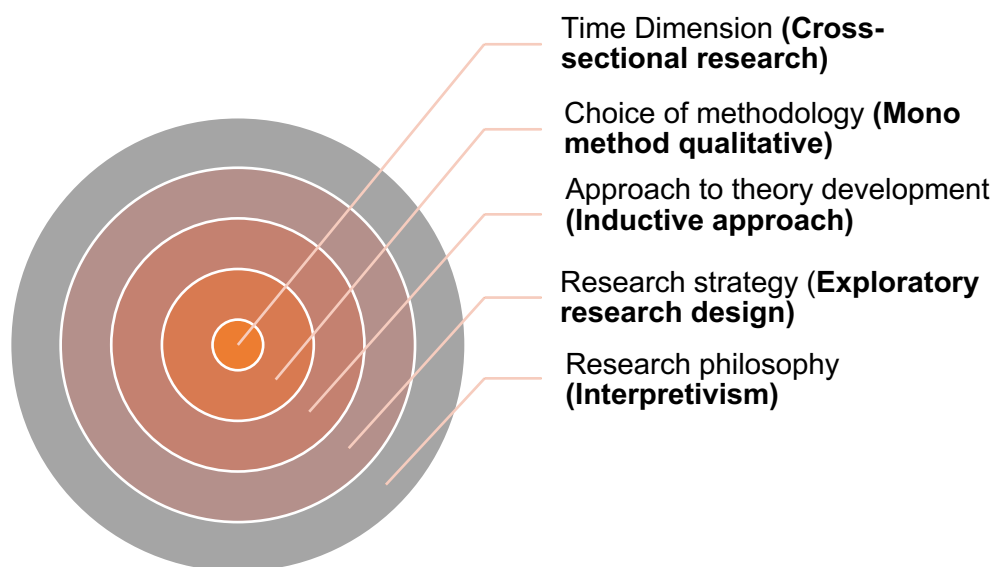 Time Dimension (Cross-
sectional research)
Choice of methodology (Mono
method qualitative)
Approach to theory development
(Inductive approach)
Research strategy (Exploratory
research design)
Research philosophy
(Interpretivism)